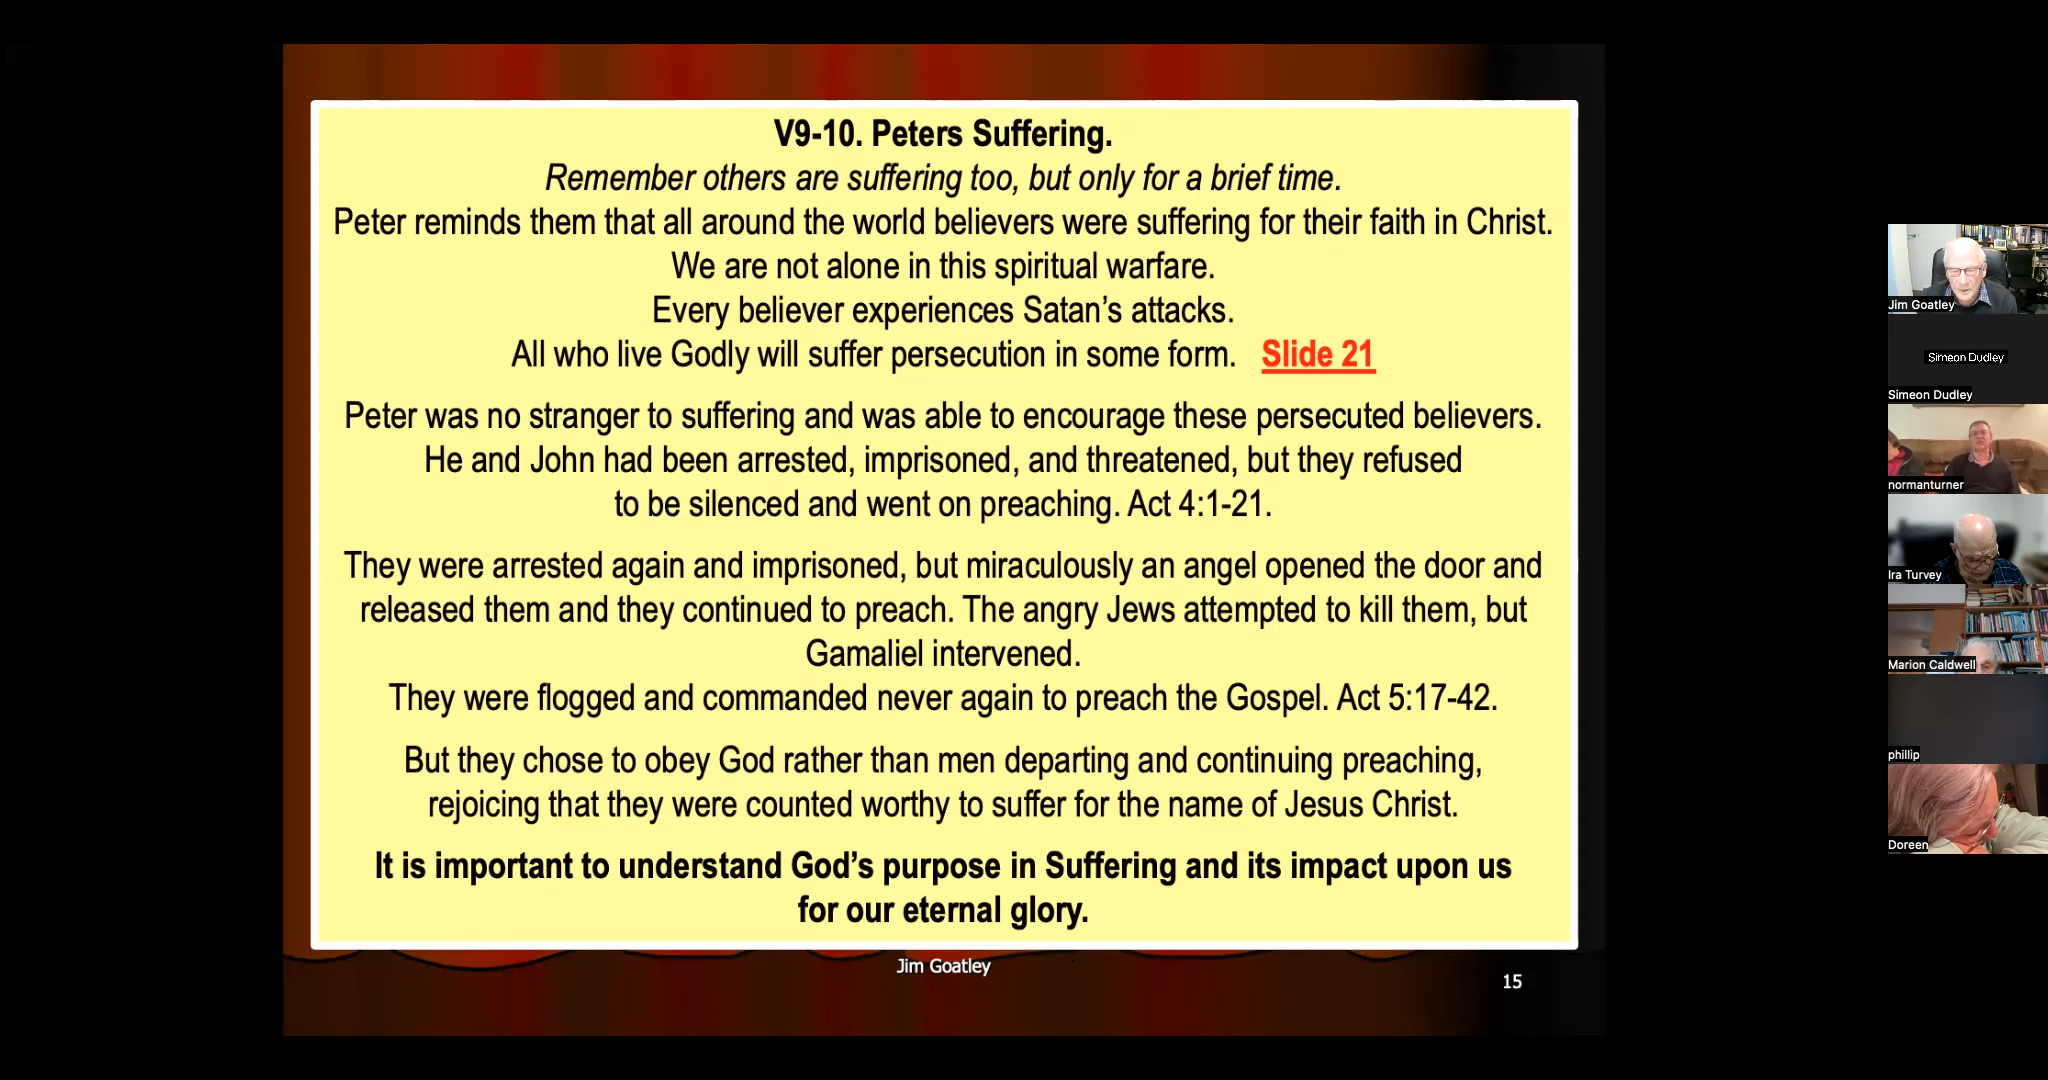 V9-10. Peters Suffering.
Remember others are suffering too, but only for a brief time.
Peter reminds them that all around the world believers were suffering for their faith in Christ.
We are not alone in this spiritual warfare.
Every believer experiences Satan’s attacks.
All who live Godly will suffer persecution in some form. Slide 21
Peter was no stranger to suffering and was able to encourage these persecuted believers.
He and John had been arrested, imprisoned, and threatened, but they refused
to be silenced and went on preaching. Act 4:1-21.
They were arrested again and imprisoned, but miraculously an angel opened the door and
released them and they continued to preach. The angry Jews attempted to kill them, but
Gamaliel intervened.
They were flogged and commanded never again to preach the Gospel. Act 5:17-42.
But they chose to obey God rather than men departing and continuing preaching,
rejoicing that they were counted worthy to suffer for the name of Jesus Christ.
It is important to understand God’s purpose in Suffering and its impact upon us
for our eternal glory.
Jim Goatley
15
Jim Goatley
Simeon Dudley
Simeon Dudley
normanturner
Ira Turvey
Marion Caldwell
phillip
Doreen